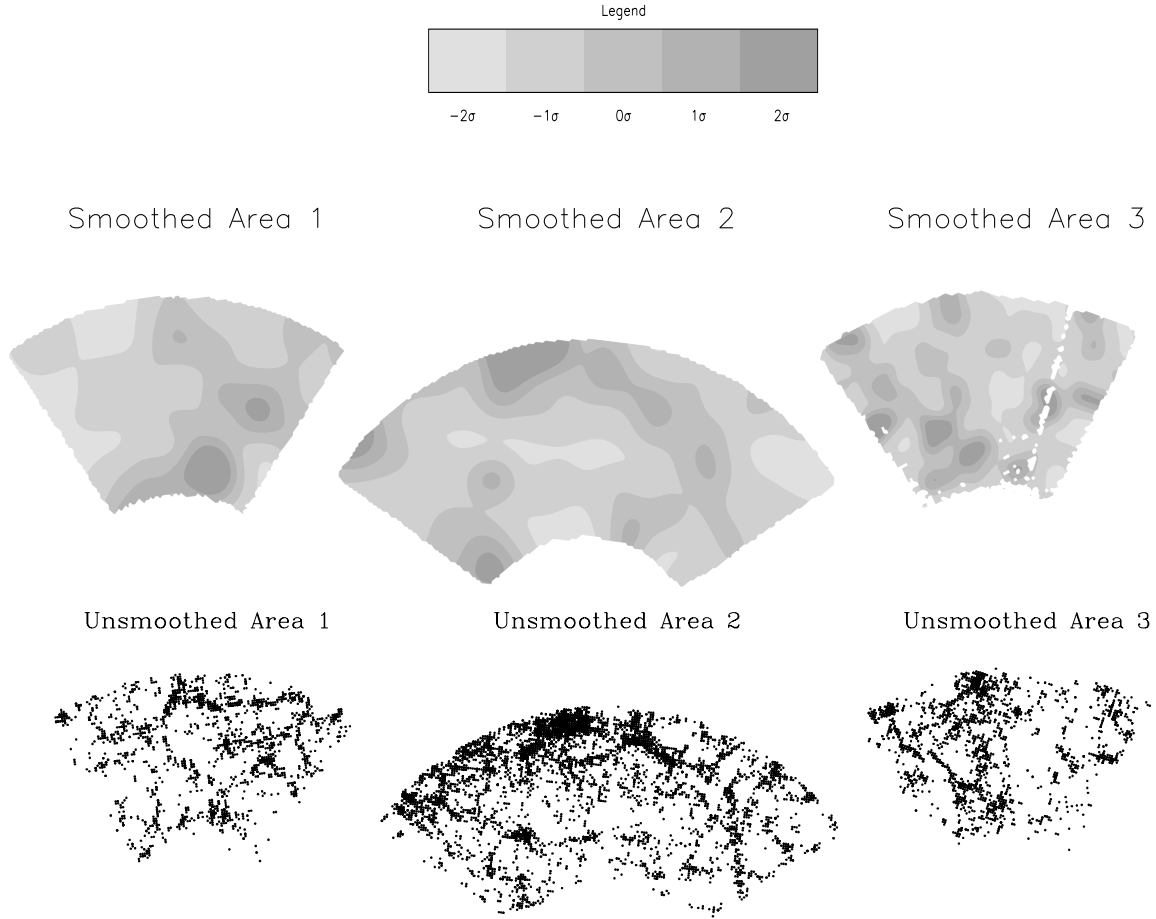 Legend
−2σ −1σ 0σ 1σ 2σ
Smoothed Area 1 Smoothed Area 2 Smoothed Area 3
Unsmoothed Area 1 Unsmoothed Area 2 Unsmoothed Area 3